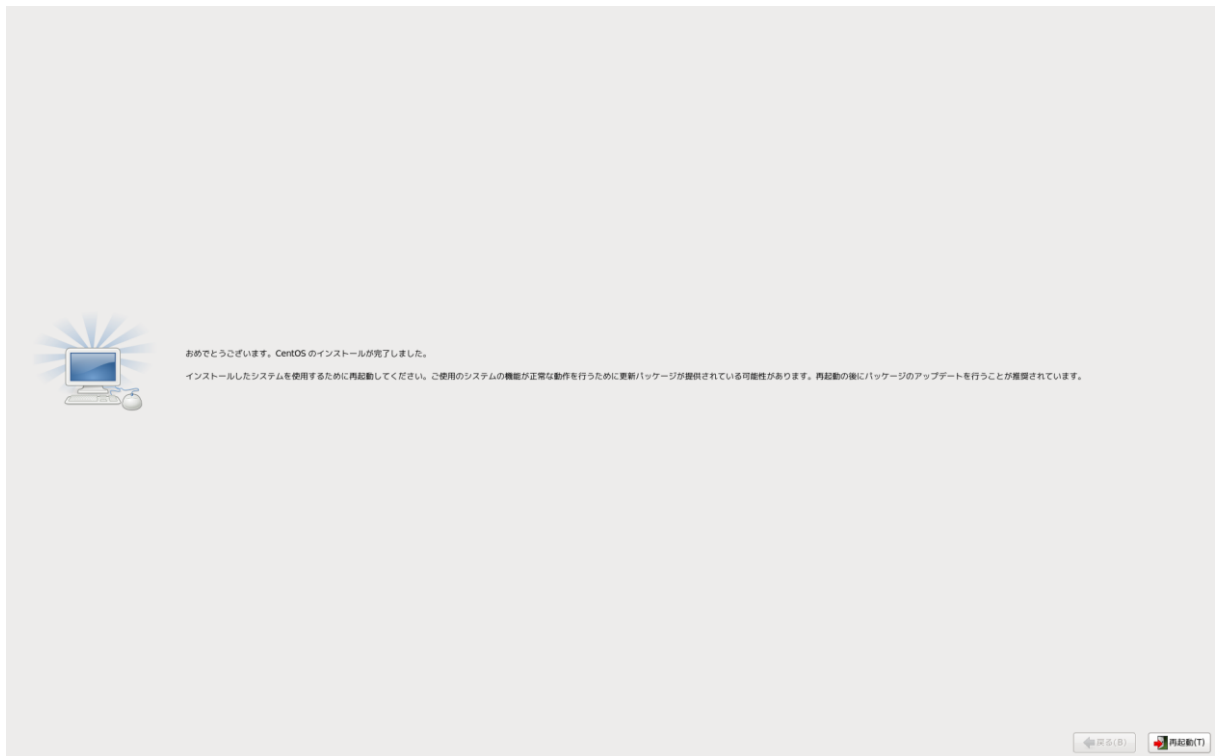 おめでとうございます。CentOS のインストールが完了しました。
インストールしたシステムを使用するために再起動してください。ご使用のシステムの機能が正常な動作を行うために更新パッケージが提供されている可能性があります。再起動の後にパッケージのアップデートを行うことが推奨されています。
戻る(B)
再起動(T)